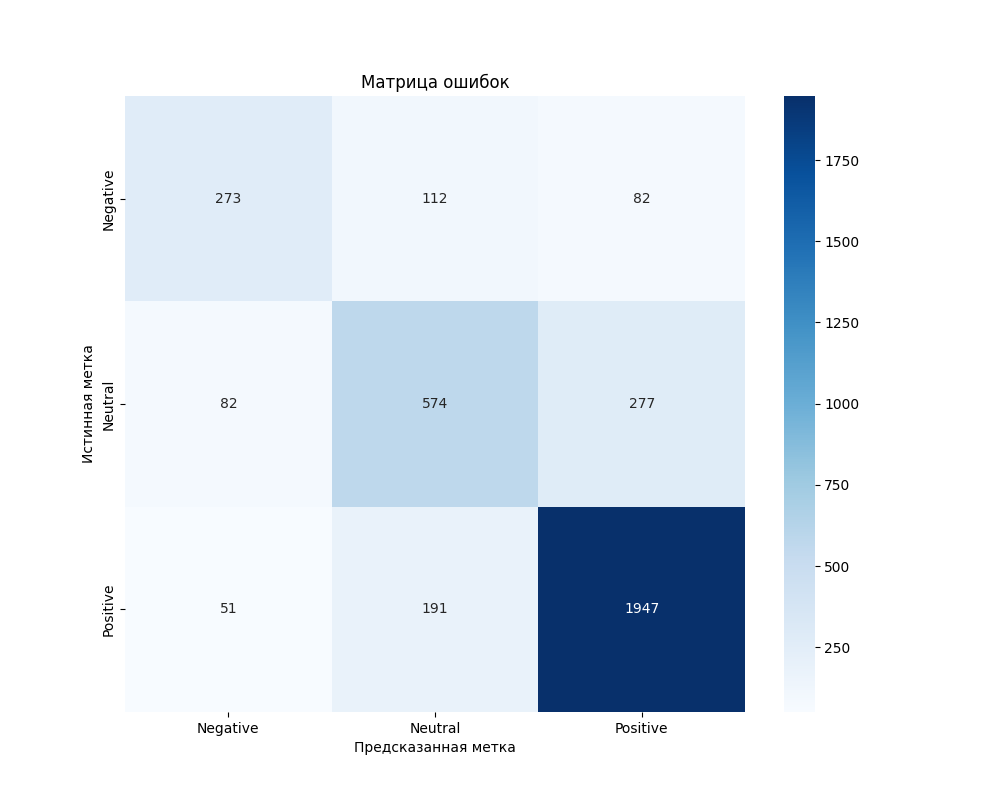 Матрица ошибок
Negative
273
112
82
Neutral
82
574
277
Positive
51
191
1947
Истинная метка
Negative
Neutral
Positive
Предсказанная метка
1750
1500
1250
1000
750
500
250